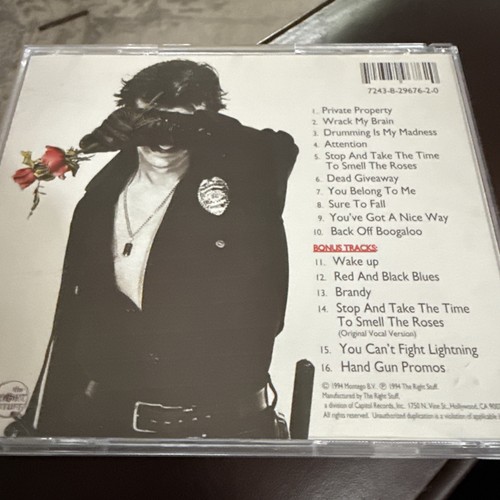 7243-8-29676-2-0
1. Private Property
2. Wrack My Brain
3. Drumming Is My Madness
4. Attention
5. Stop And Take The Time
To Smell The Roses
6. Dead Giveaway
7. You Belong To Me
8. Sure To Fall
9. You've Got A Nice Way
10. Back Off Boogaloo
BONUS TRACKS:
11. Wake up
12. Red And Black Blues
13. Brandy
14. Stop And Take The Time
To Smell The Roses
(Original Vocal Version)
15. You Can't Fight Lightning
16. Hand Gun Promos
© 1994 Homage B.V. ℗ 1994 The Right Stuff.
Manufactured by The Right Stuff,
a division of Capitol Records, Inc. 1750 N. Vine St., Hollywood, CA
All rights reserved. Unauthorized duplication is a violation of applicable